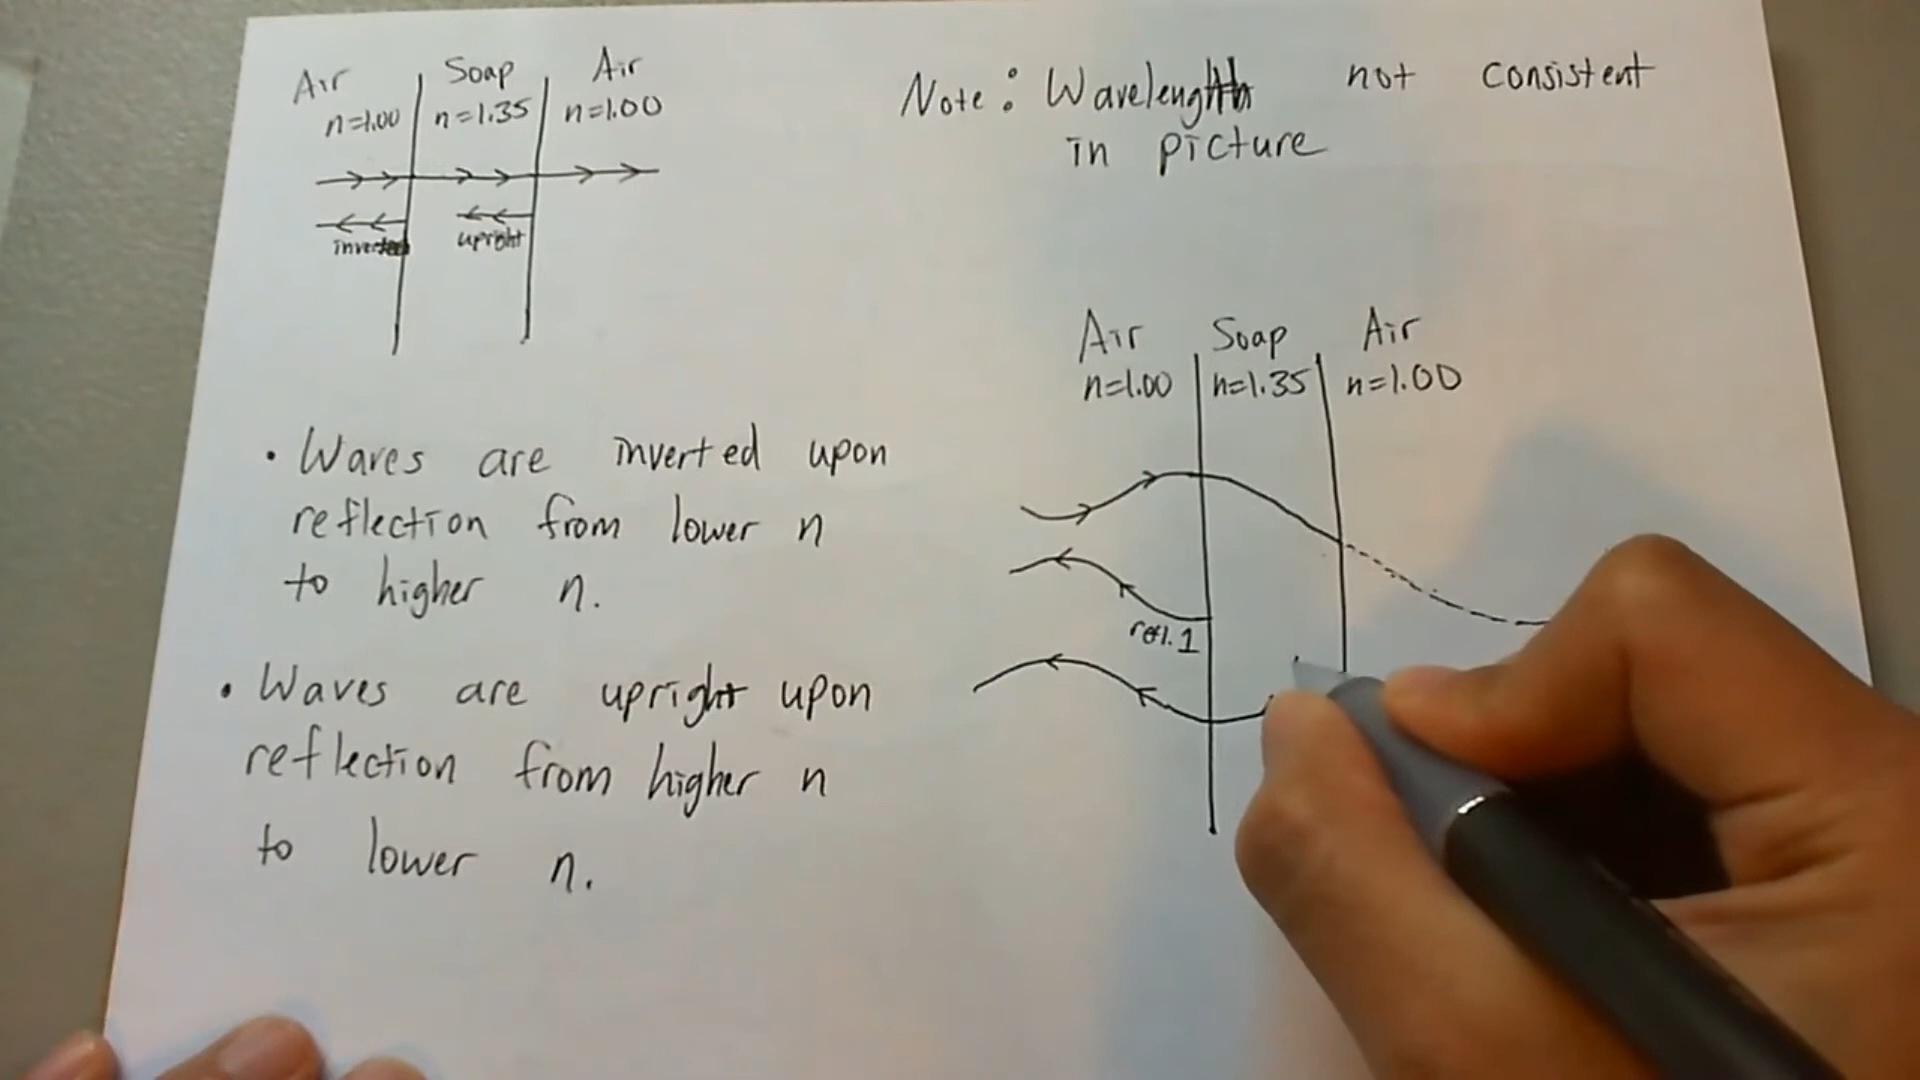 Air Soap Air
n=1.00 n=1.35 n=1.00
inverted upright
Note: Wavelength not consistent
in picture
• Waves are inverted upon
reflection from lower n
to higher n.
• Waves are upright upon
reflection from higher n
to lower n.
Air Soap Air
n=1.00 n=1.35 n=1.00
refl. 1